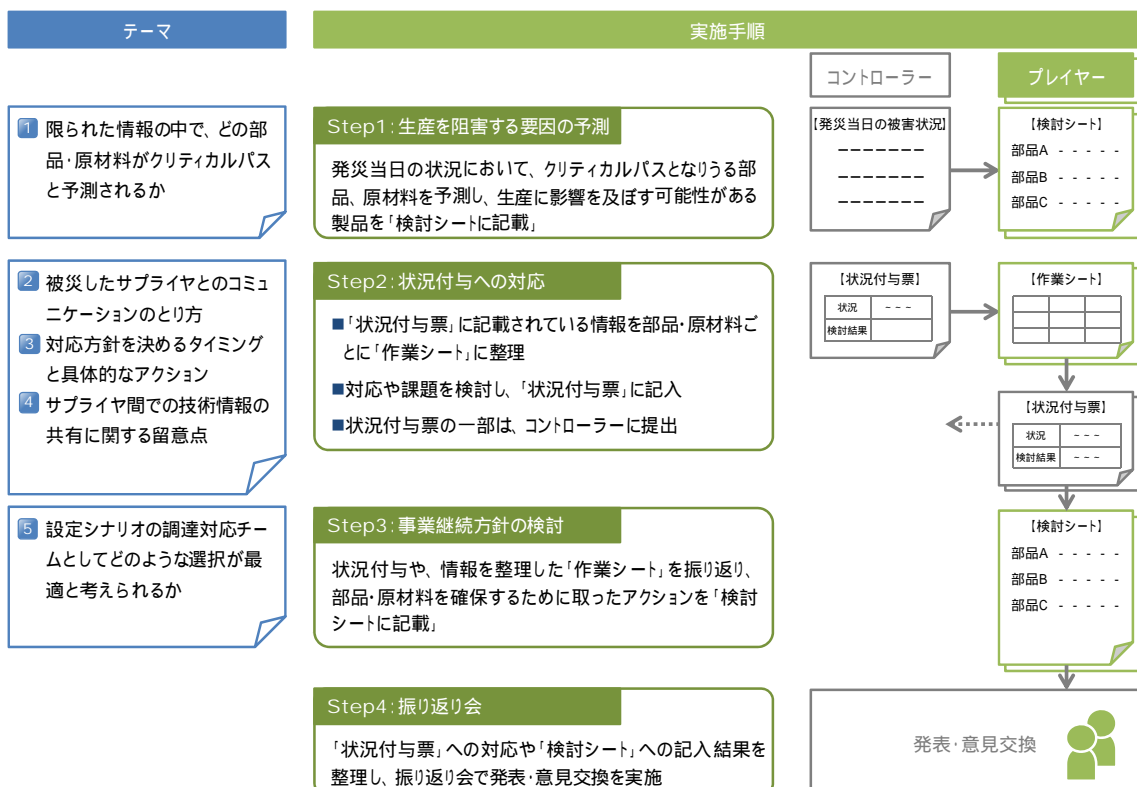 テーマ
実施手順
コントローラー
プレイヤー
1 限られた情報の中で、どの部
品・原材料がクリティカルパス
と予測されるか
Step1:生産を阻害する要因の予測
発災当日の状況において、クリティカルパスとなりうる部
品、原材料を予測し、生産に影響を及ぼす可能性がある
製品を「検討シートに記載」
【発災当日の被害状況】
-------
-------
-------
【検討シート】
部品A - - - - -
部品B - - - - -
部品C - - - - -
2 被災したサプライヤとのコミュ
ニケーションのとり方
3 対応方針を決めるタイミング
と具体的なアクション
4 サプライヤ間での技術情報の
共有に関する留意点
Step2:状況付与への対応
■「状況付与票」に記載されている情報を部品・原材料ご
とに「作業シート」に整理
■対応や課題を検討し、「状況付与票」に記入
■状況付与票の一部は、コントローラーに提出
【状況付与票】
状況 - - -
検討結果
【作業シート】
【状況付与票】
状況 - - -
検討結果 - - -
5 設定シナリオの調達対応チー
ムとしてどのような選択が最
適と考えられるか
Step3:事業継続方針の検討
状況付与や、情報を整理した「作業シート」を振り返り、
部品・原材料を確保するために取ったアクションを「検討
シートに記載」
【検討シート】
部品A - - - - -
部品B - - - - -
部品C - - - - -
Step4:振り返り会
「状況付与票」への対応や「検討シート」への記入結果を
整理し、振り返り会で発表・意見交換を実施
発表・意見交換